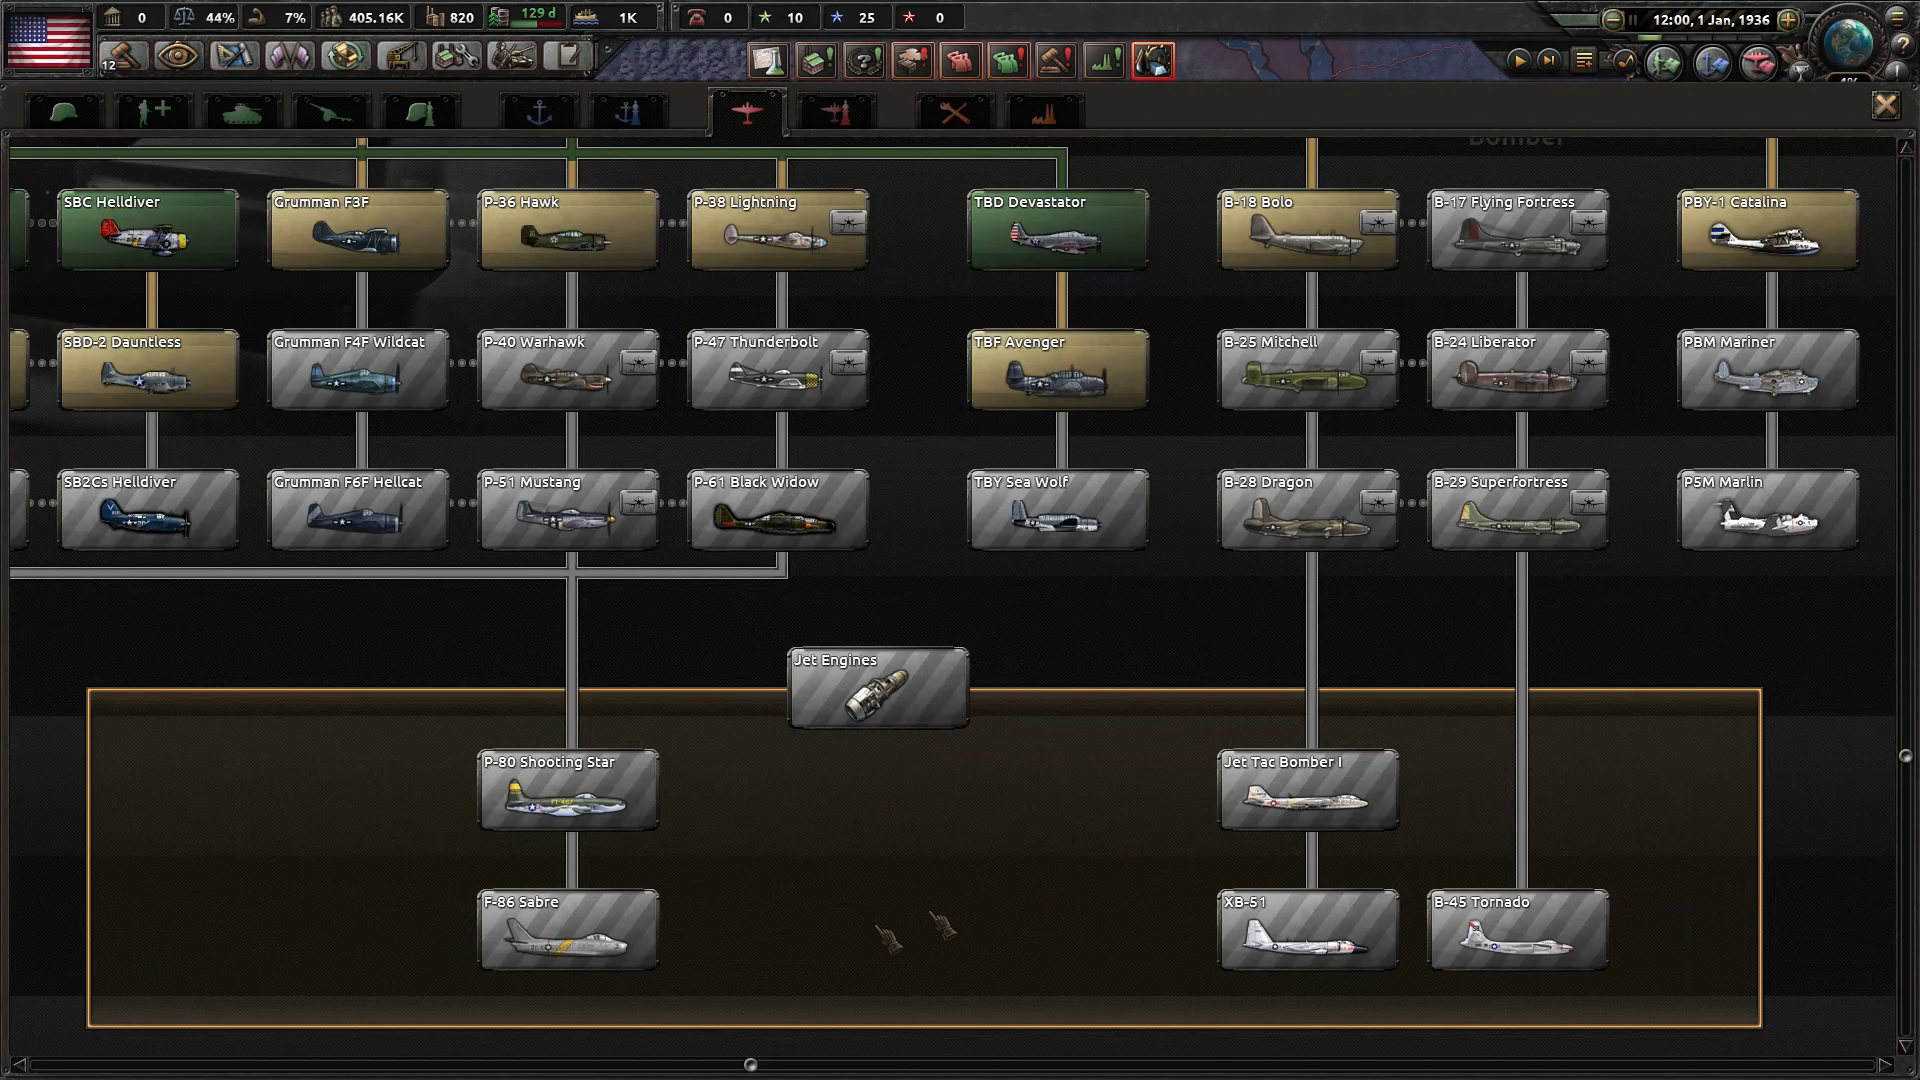 0 44% 7% 405.16K 820 129 d 1K 0 10 25 0 12:00, 1 Jan, 1936
12
4%
Bomber
SBC Helldiver Grumman F3F P-36 Hawk P-38 Lightning TBD Devastator B-18 Bolo B-17 Flying Fortress PBY-1 Catalina
SBD-2 Dauntless Grumman F4F Wildcat P-40 Warhawk P-47 Thunderbolt TBF Avenger B-25 Mitchell B-24 Liberator PBM Mariner
SB2Cs Helldiver Grumman F6F Hellcat P-51 Mustang P-61 Black Widow TBY Sea Wolf B-28 Dragon B-29 Superfortress P5M Marlin
Jet Engines
P-80 Shooting Star Jet Tac Bomber I
F-86 Sabre XB-51 B-45 Tornado